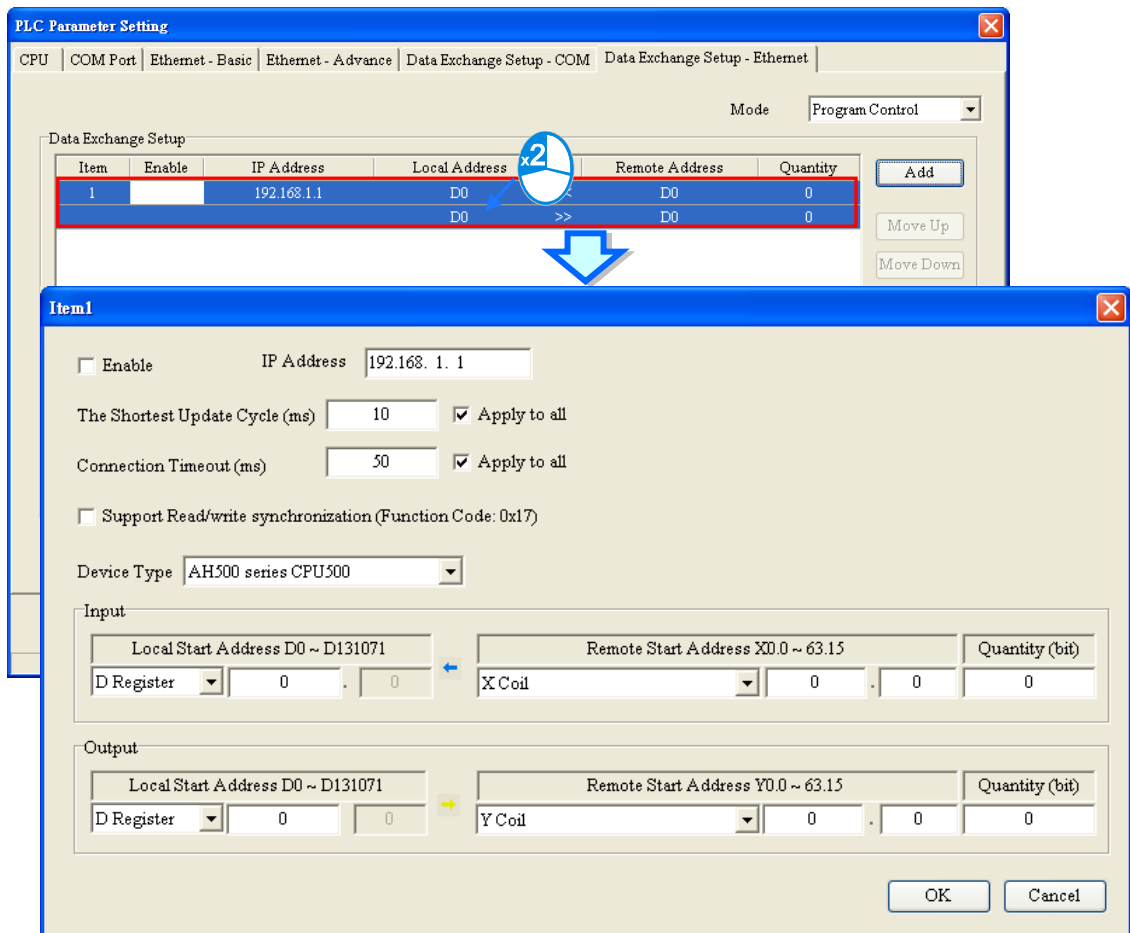 PLC Parameter Setting
CPU COM Port Ethernet - Basic Ethernet - Advance Data Exchange Setup - COM Data Exchange Setup - Ethernet
Mode Program Control
Data Exchange Setup
Item Enable IP Address Local Address Remote Address Quantity
x2
Add
1 192.168.1.1 D0 D0 0
D0 >> D0 0
Move Up
Move Down
Item1
Enable IP Address 192.168. 1. 1
The Shortest Update Cycle (ms) 10 Apply to all
Connection Timeout (ms) 50 Apply to all
Support Read/write synchronization (Function Code: 0x17)
Device Type AH500 series CPU500
Input
Local Start Address D0 ~ D131071 Remote Start Address X0.0 ~ 63.15 Quantity (bit)
D Register 0 . 0 X Coil 0 . 0 0
Output
Local Start Address D0 ~ D131071 Remote Start Address Y0.0 ~ 63.15 Quantity (bit)
D Register 0 0 Y Coil 0 . 0 0
OK Cancel